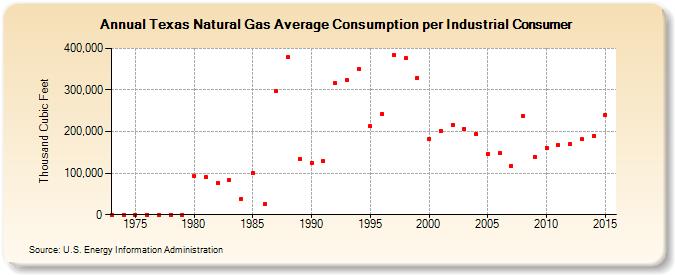 Annual Texas Natural Gas Average Consumption per Industrial Consumer
Thousand Cubic Feet
400,000
300,000
200,000
100,000
0
1975 1980 1985 1990 1995 2000 2005 2010 2015
Source: U.S. Energy Information Administration